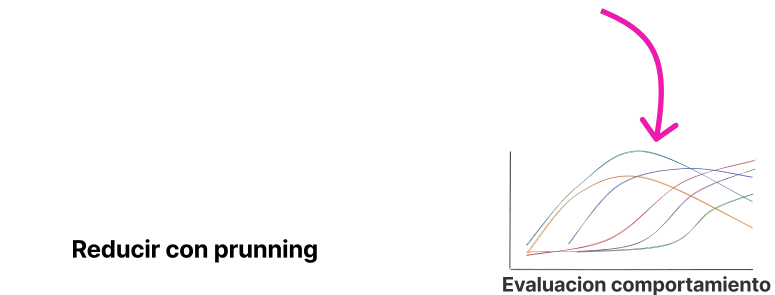 Reducir con prunning
Evaluacion comportamiento